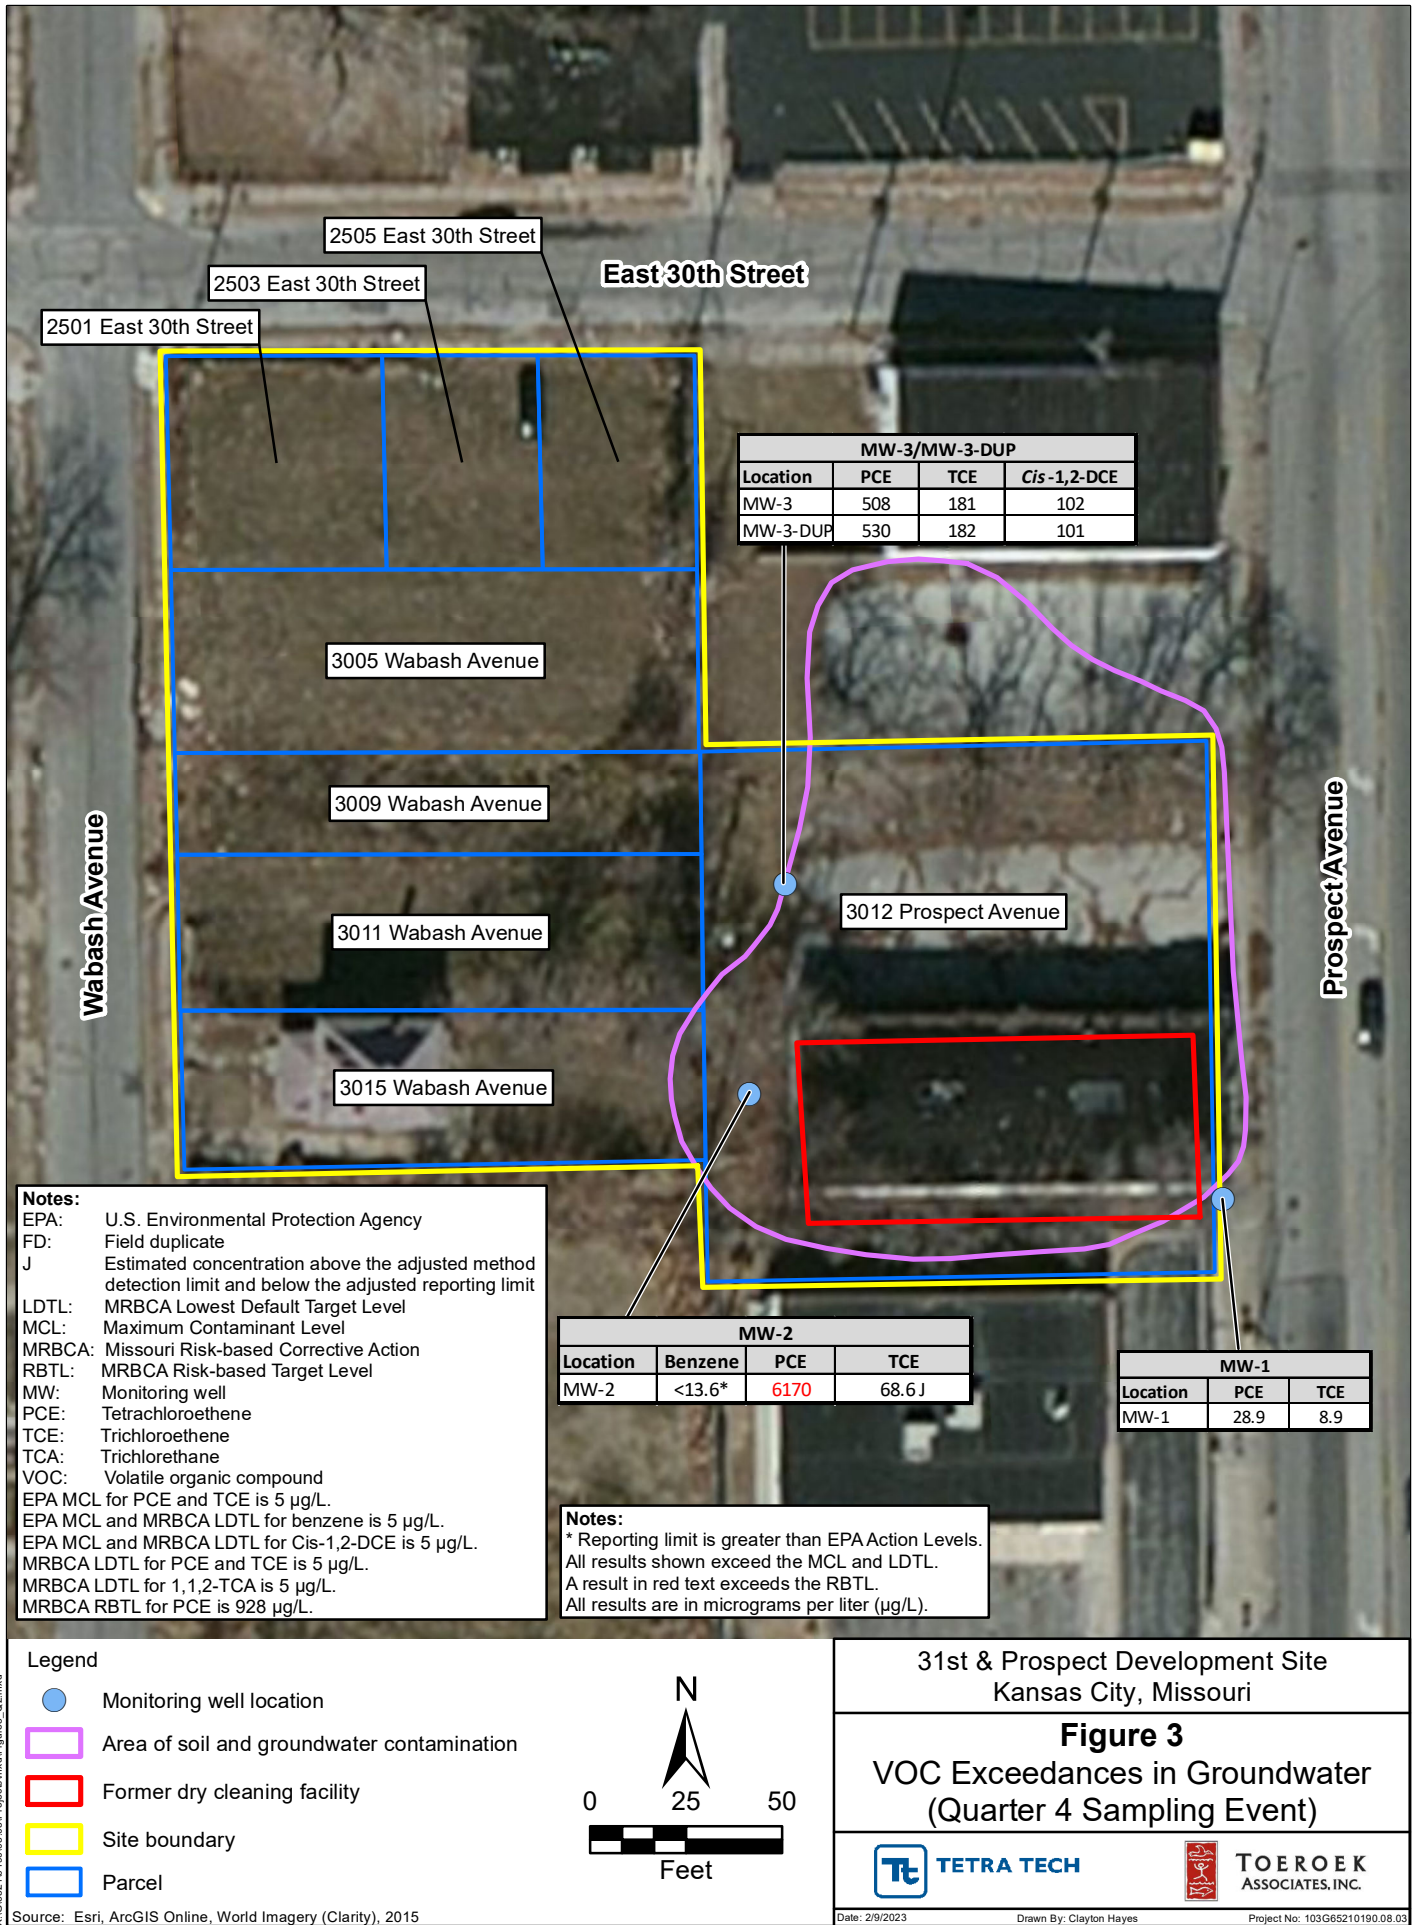 2505 East 30th Street
East 30th Street
2503 East 30th Street
2501 East 30th Street
MW-3/MW-3-DUP
Location PCE TCE Cis-1,2-DCE
MW-3 508 181 102
MW-3-DUP 530 182 101
3005 Wabash Avenue
3009 Wabash Avenue
Wabash Avenue
Prospect Avenue
3012 Prospect Avenue
3011 Wabash Avenue
3015 Wabash Avenue
Notes:
EPA: U.S. Environmental Protection Agency
FD: Field duplicate
J Estimated concentration above the adjusted method
detection limit and below the adjusted reporting limit
LDTL: MRBCA Lowest Default Target Level
MCL: Maximum Contaminant Level
MRBCA: Missouri Risk-based Corrective Action
RBTL: MRBCA Risk-based Target Level
MW: Monitoring well
PCE: Tetrachloroethene
TCE: Trichloroethene
TCA: Trichlorethane
VOC: Volatile organic compound
EPA MCL for PCE and TCE is 5 µg/L.
EPA MCL and MRBCA LDTL for benzene is 5 µg/L.
EPA MCL and MRBCA LDTL for Cis-1,2-DCE is 5 µg/L.
MRBCA LDTL for PCE and TCE is 5 µg/L.
MRBCA LDTL for 1,1,2-TCA is 5 µg/L.
MRBCA RBTL for PCE is 928 µg/L.
MW-2
Location Benzene PCE TCE
MW-2 <13.6* 6170 68.6 J
MW-1
Location PCE TCE
MW-1 28.9 8.9
Notes:
* Reporting limit is greater than EPA Action Levels.
All results shown exceed the MCL and LDTL.
A result in red text exceeds the RBTL.
All results are in micrograms per liter (µg/L).
Legend
Monitoring well location
Area of soil and groundwater contamination
Former dry cleaning facility
Site boundary
Parcel
Source: Esri, ArcGIS Online, World Imagery (Clarity), 2015
N
0 25 50
Feet
31st & Prospect Development Site
Kansas City, Missouri
Figure 3
VOC Exceedances in Groundwater
(Quarter 4 Sampling Event)
Tt TETRA TECH
TOEROEK
ASSOCIATES, INC.
Date: 2/9/2023 Drawn By: Clayton Hayes Project No: 103G65210190.08.03